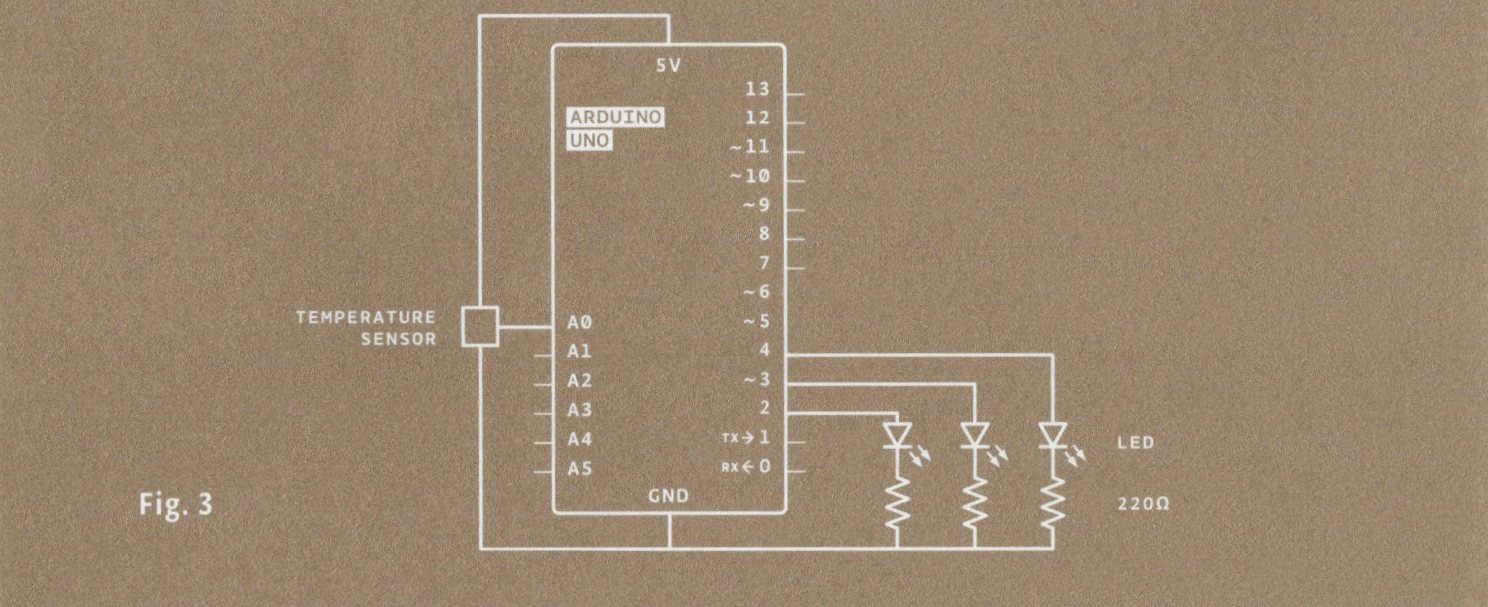 5V
ARDUINO
UNO
13
12
~11
~10
~9
8
7
~6
~5
4
~3
2
TX→1
RX←0
TEMPERATURE
SENSOR
A0
A1
A2
A3
A4
A5
GND
LED
220Ω
Fig. 3